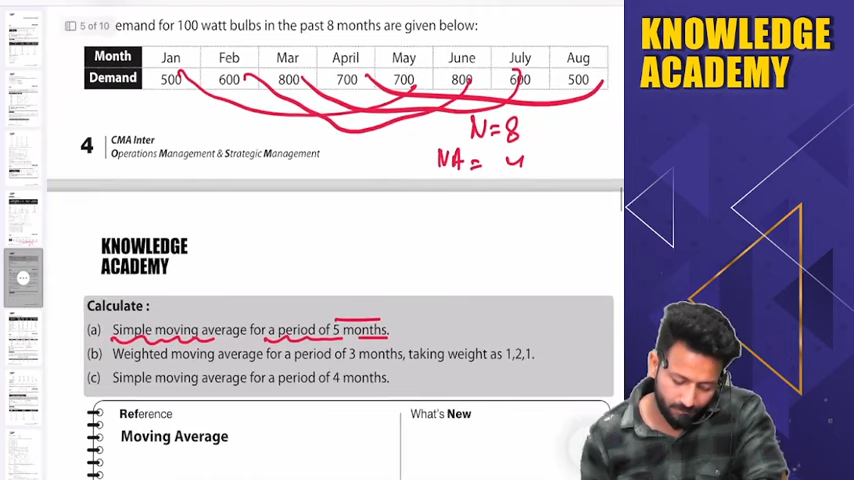 5 of 10
emand for 100 watt bulbs in the past 8 months are given below:
Month Jan Feb Mar April May June July Aug
Demand 500 600 800 700 700 800 600 500
N=8
NA = 4
4 CMA Inter
Operations Management & Strategic Management
KNOWLEDGE
ACADEMY
Calculate :
(a) Simple moving average for a period of 5 months.
(b) Weighted moving average for a period of 3 months, taking weight as 1,2,1.
(c) Simple moving average for a period of 4 months.
Reference
What's New
Moving Average
KNOWLEDGE
ACADEMY